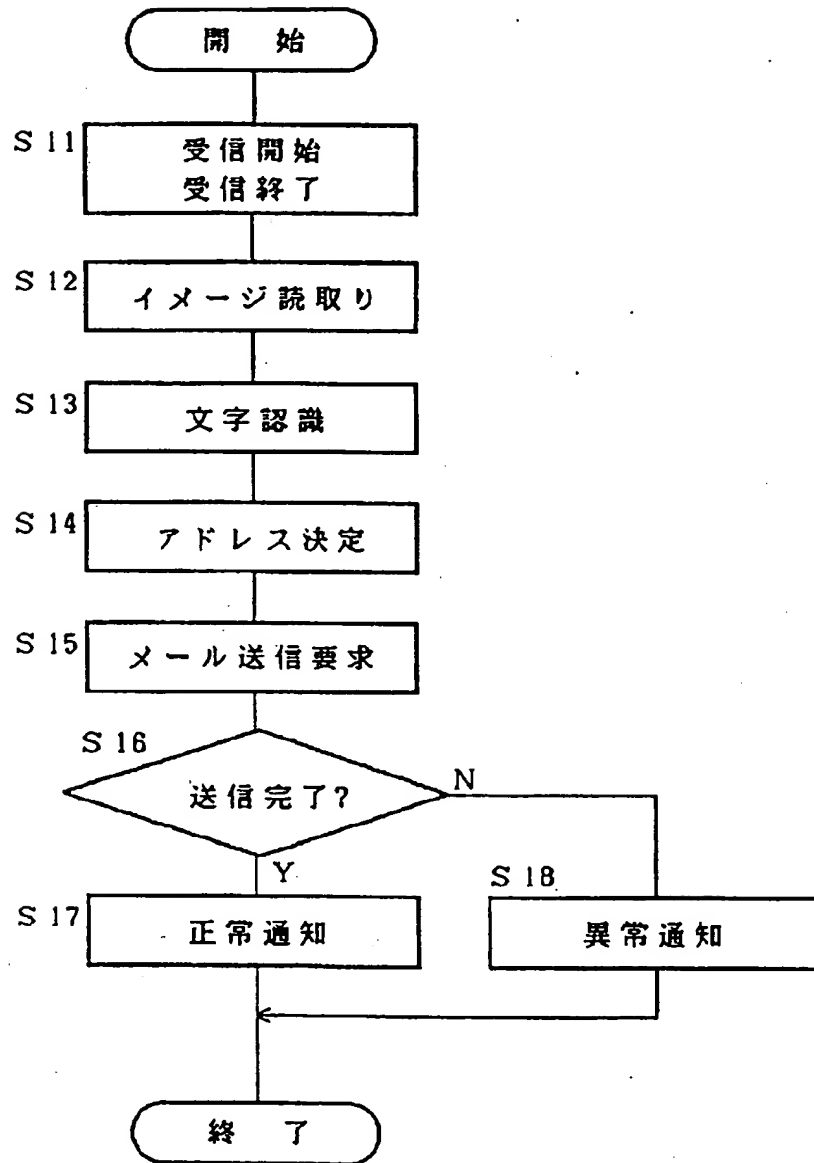 開 始
S 11
受信開始
受信終了
S 12
イメージ読取り
S 13
文字認識
S 14
アドレス決定
S 15
メール送信要求
S 16
送信完了?
N
Y
S 17
正常通知
S 18
異常通知
終 了